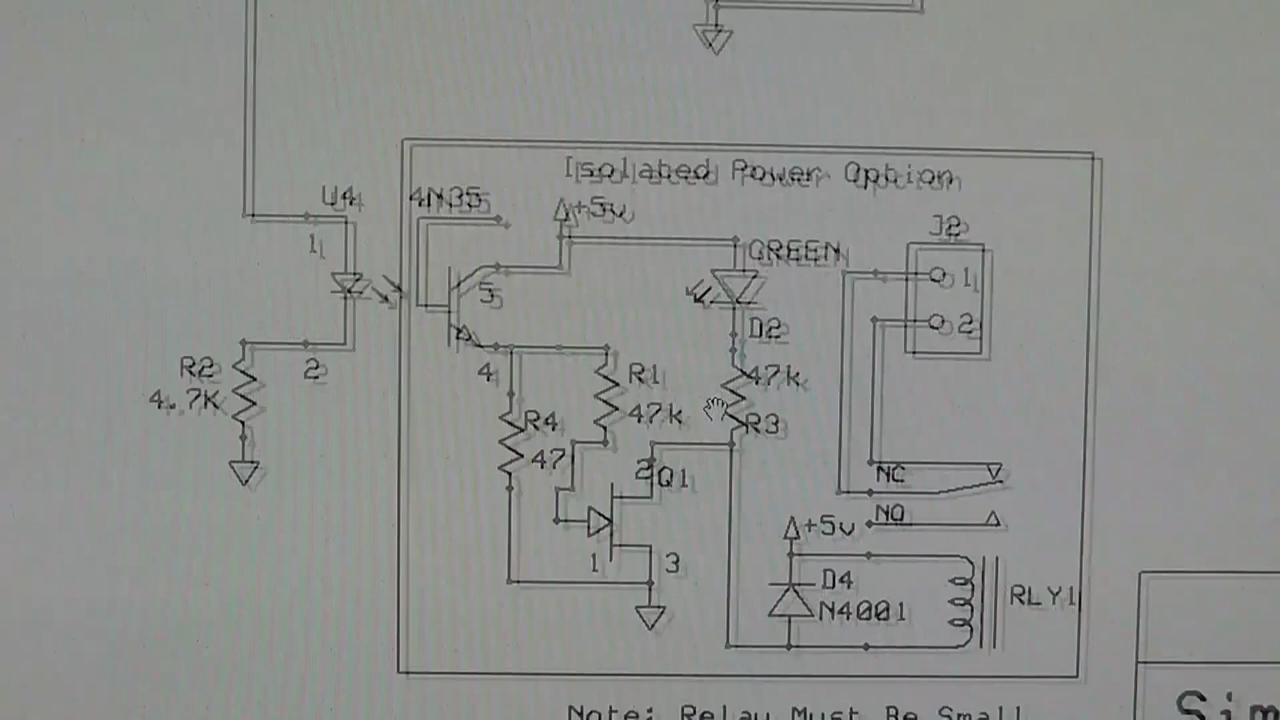 Isolated Power Option
U4
4N35
+5v
J2
1
GREEN
1
5
2
D2
R2
4.7K
2
4
R1
47k
47k
R4
R3
47
2
Q1
NC
NO
+5v
1
3
D4
N4001
RLY1
Note: Relay Must Be Small
Sim